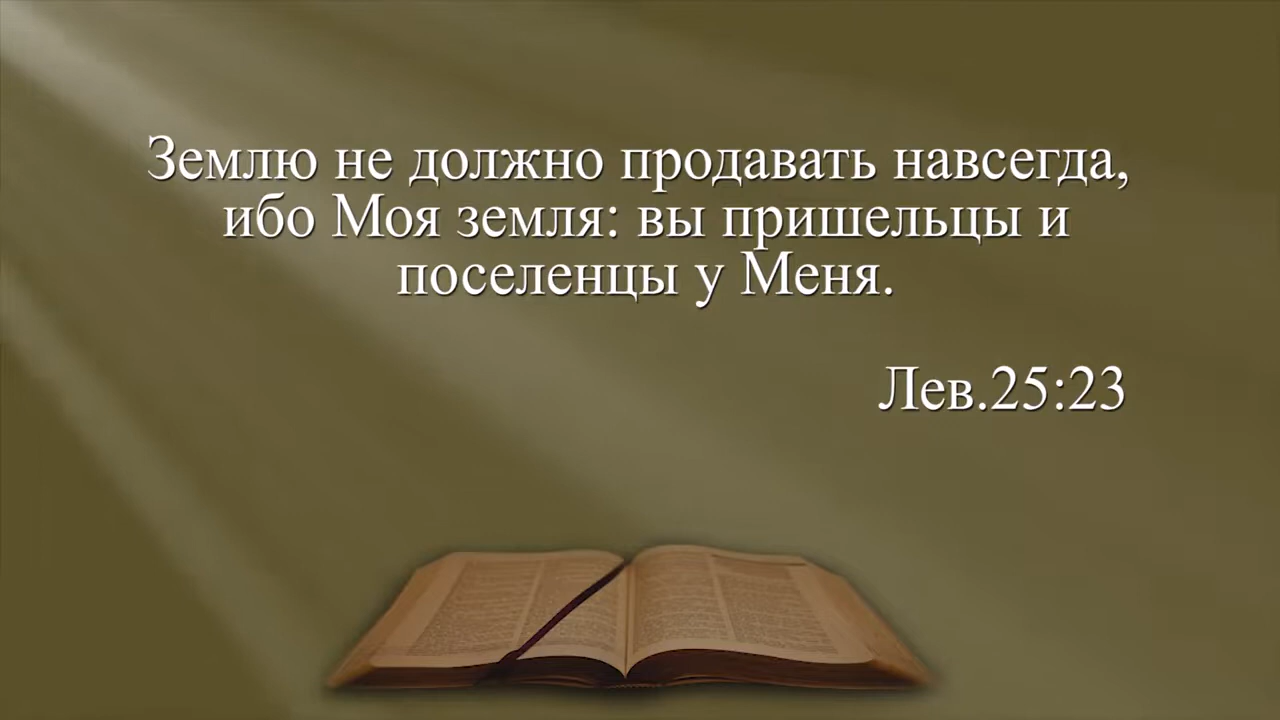 Землю не должно продавать навсегда,
ибо Моя земля: вы пришельцы и
поселенцы у Меня.
Лев.25:23